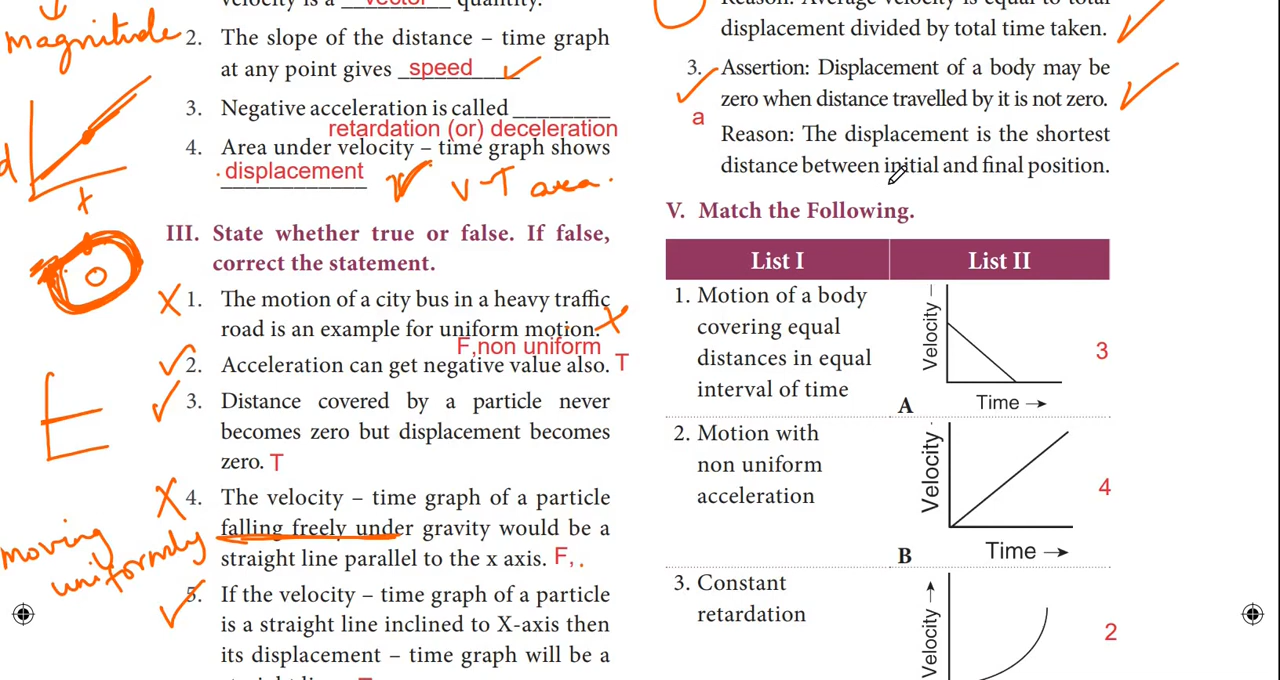 velocity is a vector quantity.
magnitude
2. The slope of the distance – time graph
at any point gives speed
3. Negative acceleration is called ________
retardation (or) deceleration
4. Area under velocity – time graph shows
displacement
V-T area.
d
t
III. State whether true or false. If false,
correct the statement.
1. The motion of a city bus in a heavy traffic
road is an example for uniform motion.
F,non uniform
2. Acceleration can get negative value also. T
3. Distance covered by a particle never
becomes zero but displacement becomes
zero. T
4. The velocity – time graph of a particle
falling freely under gravity would be a
straight line parallel to the x axis. F, .
moving
uniformly
5. If the velocity – time graph of a particle
is a straight line inclined to X-axis then
its displacement – time graph will be a
Reason: Average velocity is equal to total
displacement divided by total time taken.
3. Assertion: Displacement of a body may be
zero when distance travelled by it is not zero.
a
Reason: The displacement is the shortest
distance between initial and final position.
V. Match the Following.
List I
List II
1. Motion of a body
covering equal
distances in equal
interval of time
Velocity
Time
A
3
2. Motion with
non uniform
acceleration
Velocity
Time
B
4
3. Constant
retardation
Velocity
2